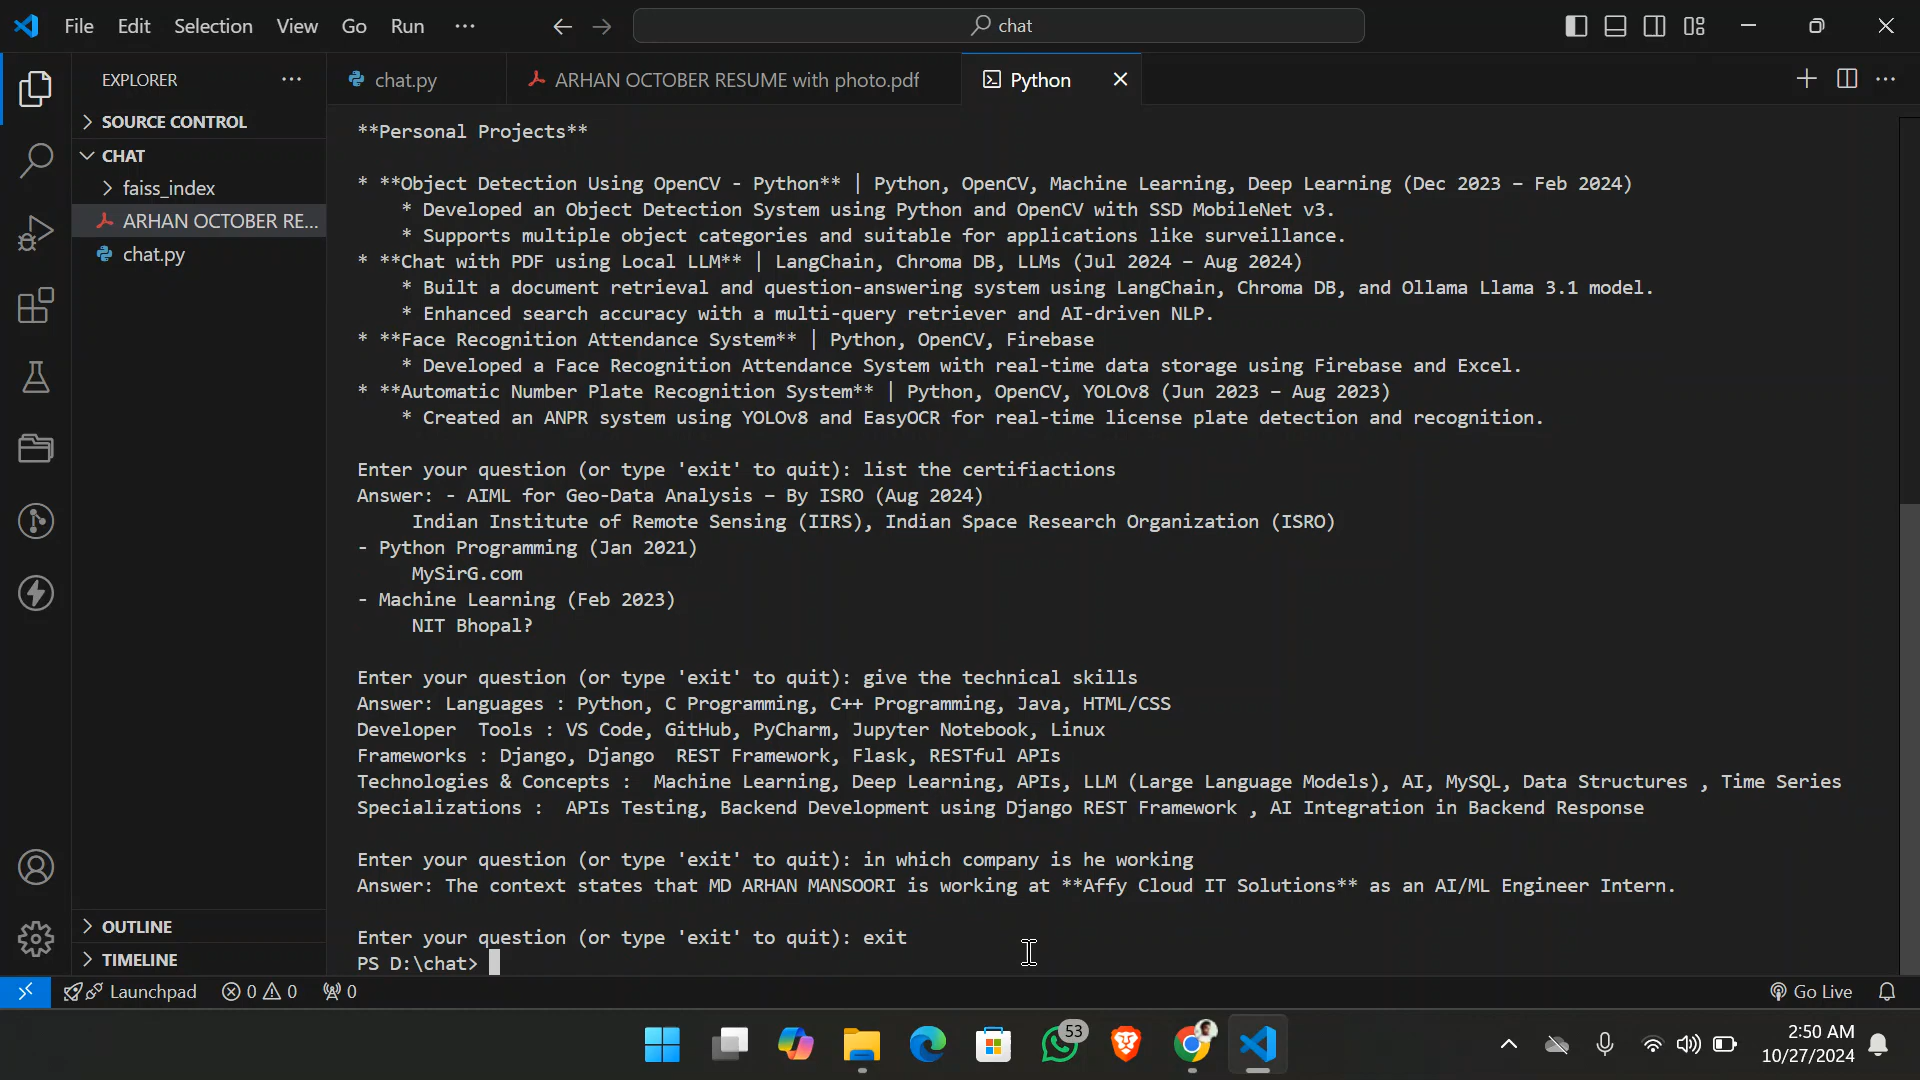 File Edit Selection View Go Run ··· chat
EXPLORER ···
chat.py ARHAN OCTOBER RESUME with photo.pdf Python
SOURCE CONTROL
CHAT
faiss_index
ARHAN OCTOBER RE...
chat.py
OUTLINE
TIMELINE
**Personal Projects**
* **Object Detection Using OpenCV - Python** | Python, OpenCV, Machine Learning, Deep Learning (Dec 2023 – Feb 2024)
* Developed an Object Detection System using Python and OpenCV with SSD MobileNet v3.
* Supports multiple object categories and suitable for applications like surveillance.
* **Chat with PDF using Local LLM** | LangChain, Chroma DB, LLMs (Jul 2024 – Aug 2024)
* Built a document retrieval and question-answering system using LangChain, Chroma DB, and Ollama Llama 3.1 model.
* Enhanced search accuracy with a multi-query retriever and AI-driven NLP.
* **Face Recognition Attendance System** | Python, OpenCV, Firebase
* Developed a Face Recognition Attendance System with real-time data storage using Firebase and Excel.
* **Automatic Number Plate Recognition System** | Python, OpenCV, YOLOv8 (Jun 2023 – Aug 2023)
* Created an ANPR system using YOLOv8 and EasyOCR for real-time license plate detection and recognition.
Enter your question (or type 'exit' to quit): list the certifiactions
Answer: - AIML for Geo-Data Analysis – By ISRO (Aug 2024)
Indian Institute of Remote Sensing (IIRS), Indian Space Research Organization (ISRO)
- Python Programming (Jan 2021)
MySirG.com
- Machine Learning (Feb 2023)
NIT Bhopal?
Enter your question (or type 'exit' to quit): give the technical skills
Answer: Languages : Python, C Programming, C++ Programming, Java, HTML/CSS
Developer  Tools : VS Code, GitHub, PyCharm, Jupyter Notebook, Linux
Frameworks : Django, Django  REST Framework, Flask, RESTful APIs
Technologies & Concepts :  Machine Learning, Deep Learning, APIs, LLM (Large Language Models), AI, MySQL, Data Structures , Time Series
Specializations :  APIs Testing, Backend Development using Django REST Framework , AI Integration in Backend Response
Enter your question (or type 'exit' to quit): in which company is he working
Answer: The context states that MD ARHAN MANSOORI is working at **Affy Cloud IT Solutions** as an AI/ML Engineer Intern.
Enter your question (or type 'exit' to quit): exit
PS D:\chat>
Launchpad 0 0 0 Go Live
53
2:50 AM
10/27/2024